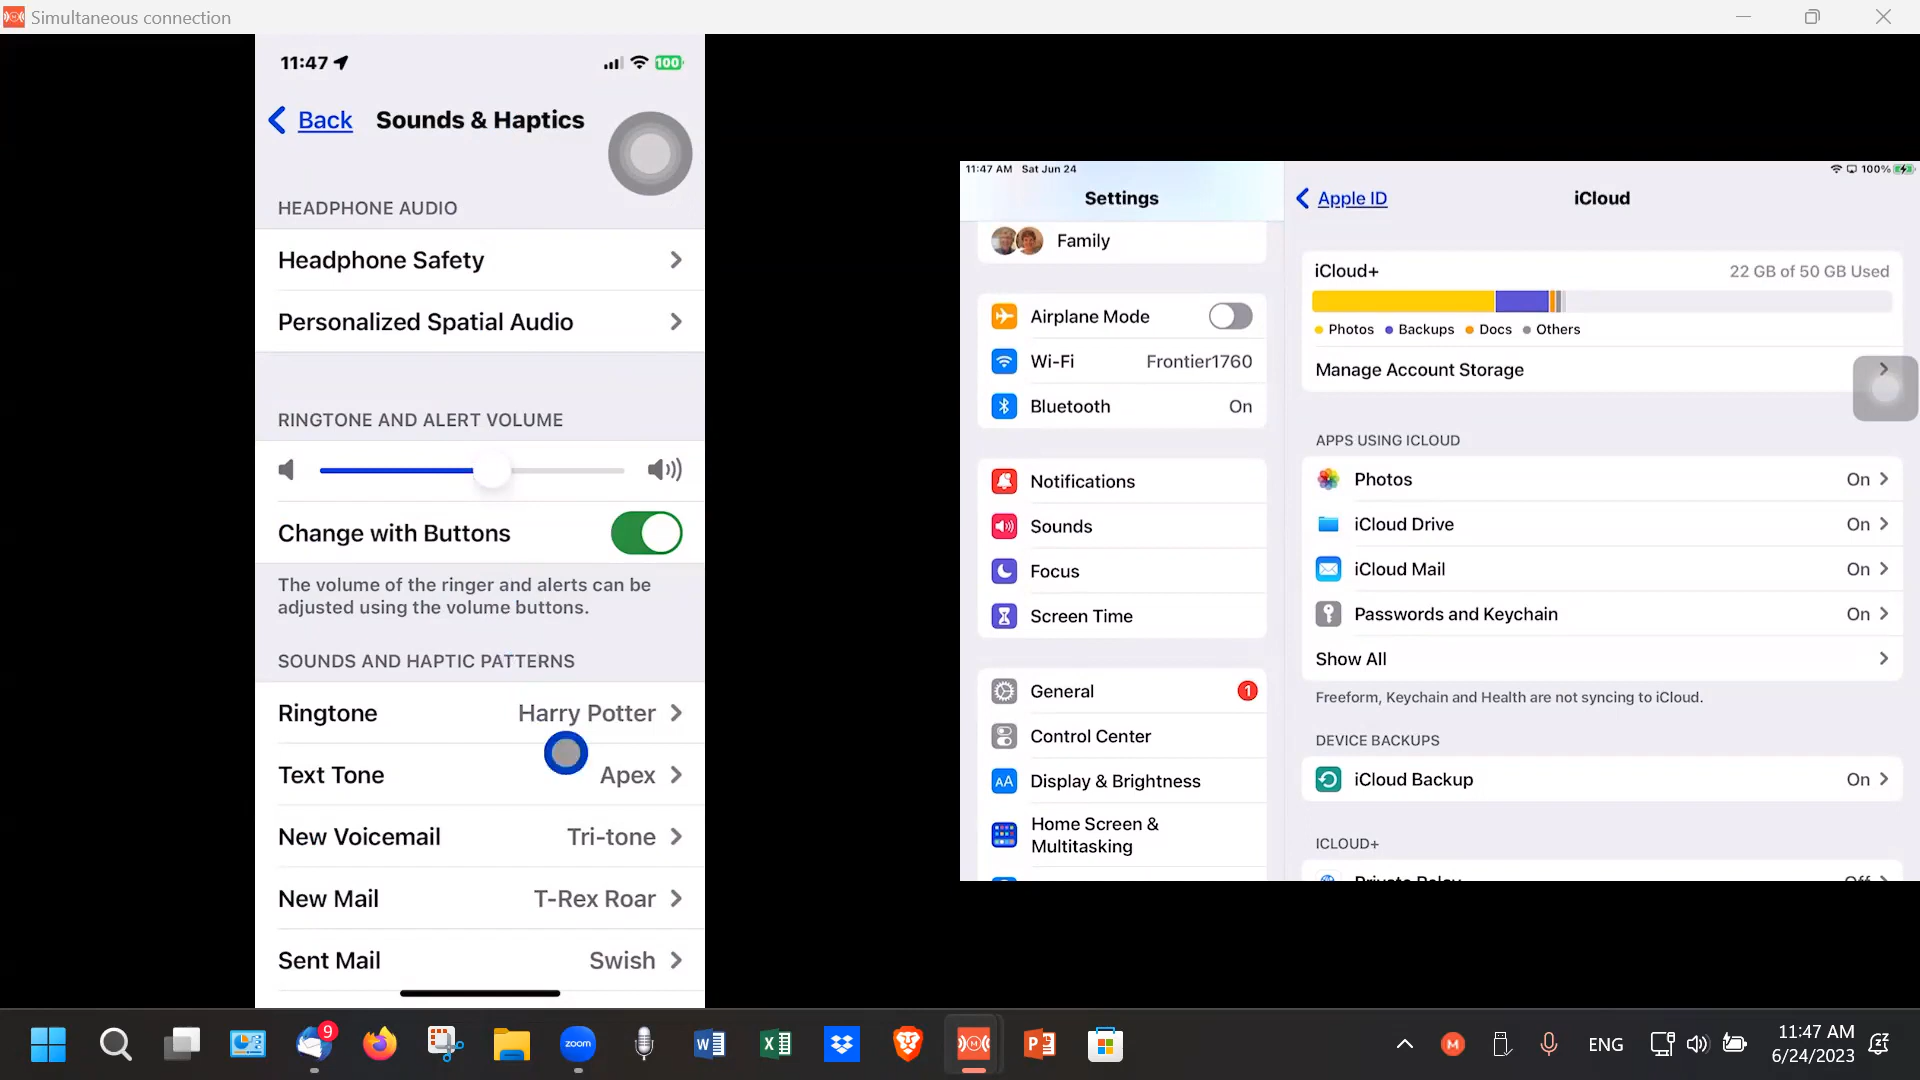 Simultaneous connection
11:47
100
Back
Sounds & Haptics
HEADPHONE AUDIO
Headphone Safety
Personalized Spatial Audio
RINGTONE AND ALERT VOLUME
Change with Buttons
The volume of the ringer and alerts can be
adjusted using the volume buttons.
SOUNDS AND HAPTIC PATTERNS
Ringtone Harry Potter
Text Tone Apex
New Voicemail Tri-tone
New Mail T-Rex Roar
Sent Mail Swish
11:47 AM Sat Jun 24
Settings
Family
Airplane Mode
Wi-Fi Frontier1760
Bluetooth On
Notifications
Sounds
Focus
Screen Time
General 1
Control Center
AA Display & Brightness
Home Screen &
Multitasking
100%
Apple ID
iCloud
iCloud+ 22 GB of 50 GB Used
Photos Backups Docs Others
Manage Account Storage
APPS USING ICLOUD
Photos On
iCloud Drive On
iCloud Mail On
Passwords and Keychain On
Show All
Freeform, Keychain and Health are not syncing to iCloud.
DEVICE BACKUPS
iCloud Backup On
ICLOUD+
Private Relay Off
9
zoom
W
X
M
P
M
ENG
11:47 AM
6/24/2023